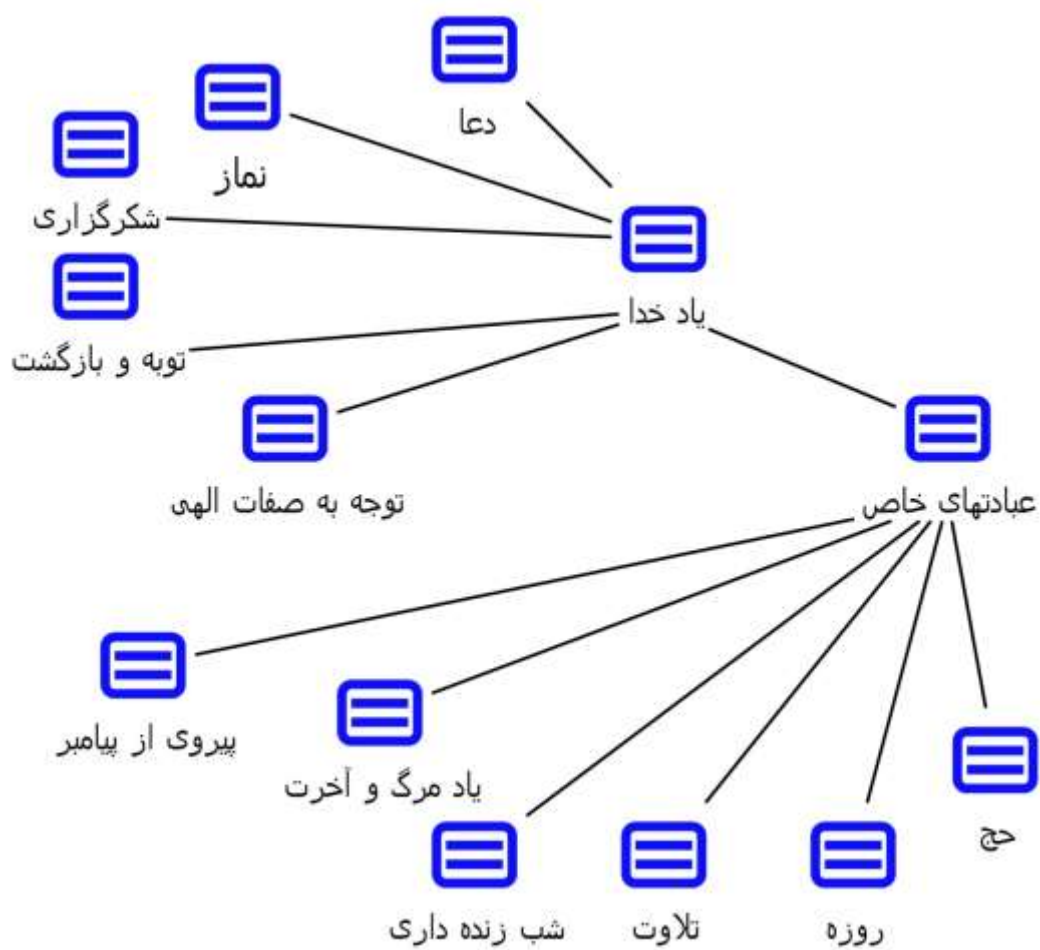 دعا
نماز
شکرگزاری
یاد خدا
توبه و بازگشت
توجه به صفات الهی
عبادتهای خاص
پیروی از پیامبر
یاد مرگ و آخرت
حج
شب زنده داری
تلاوت
روزه